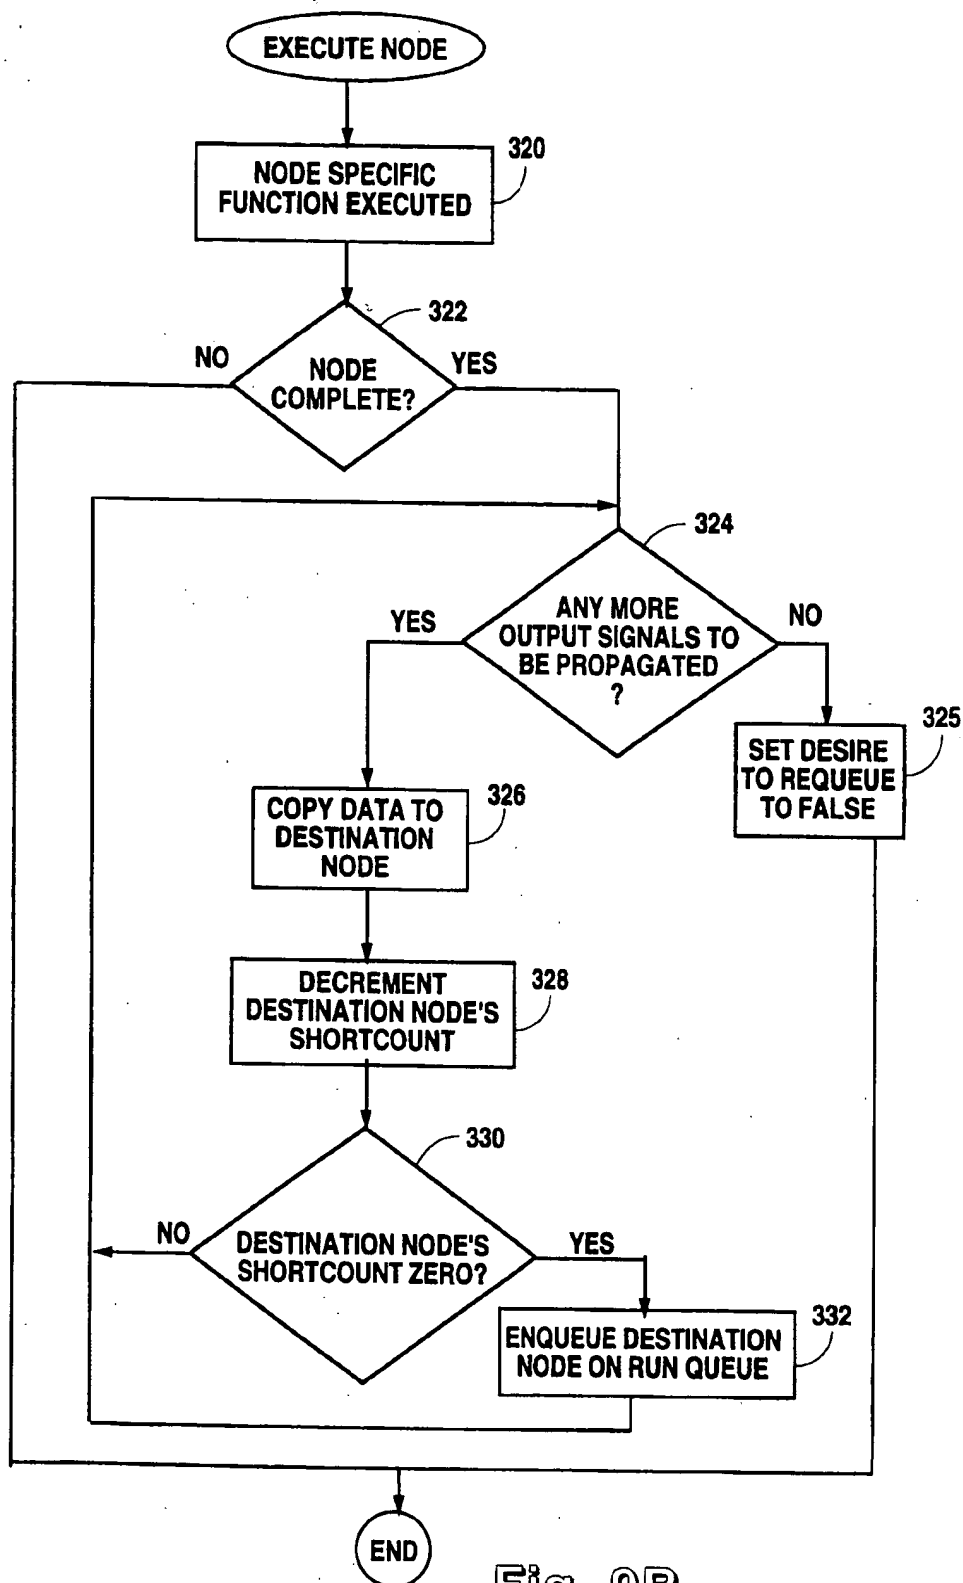 EXECUTE NODE
320
NODE SPECIFIC
FUNCTION EXECUTED
322
NO
YES
NODE
COMPLETE?
324
YES
NO
ANY MORE
OUTPUT SIGNALS TO
BE PROPAGATED
?
325
SET DESIRE
TO REQUEUE
TO FALSE
326
COPY DATA TO
DESTINATION
NODE
328
DECREMENT
DESTINATION NODE'S
SHORTCOUNT
330
NO
YES
DESTINATION NODE'S
SHORTCOUNT ZERO?
332
ENQUEUE DESTINATION
NODE ON RUN QUEUE
END